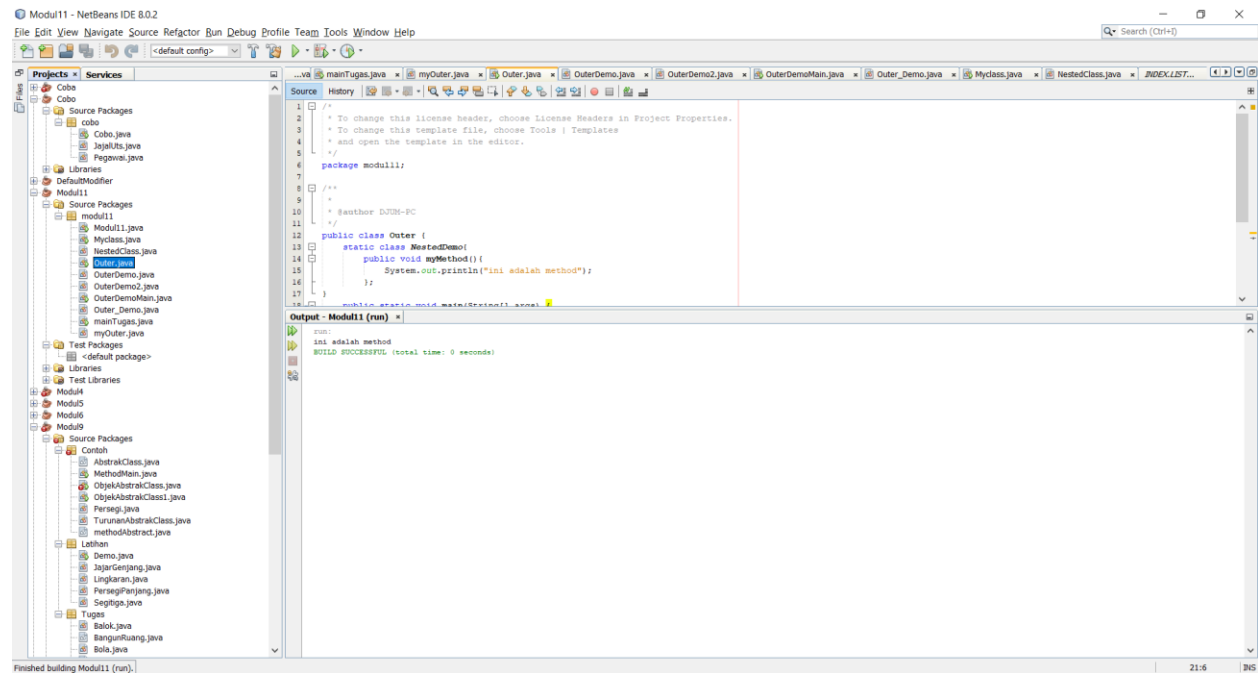 Modul11 - NetBeans IDE 8.0.2
File Edit View Navigate Source Refactor Run Debug Profile Team Tools Window Help
Search (Ctrl+I)
<default config>
Files
Projects
Services
Coba
Cobo
Source Packages
cobo
Cobo.java
JajalUts.java
Pegawai.java
Libraries
DefaultModifier
Modul11
Source Packages
modul11
Modul11.java
Myclass.java
NestedClass.java
Outer.java
OuterDemo.java
OuterDemo2.java
OuterDemoMain.java
Outer_Demo.java
mainTugas.java
myOuter.java
Test Packages
<default package>
Libraries
Test Libraries
Modul4
Modul5
Modul6
Modul9
Source Packages
Contoh
AbstrakClass.java
MethodMain.java
ObjekAbstrakClass.java
ObjekAbstrakClass1.java
Persegi.java
TurunanAbstrakClass.java
methodAbstract.java
Latihan
Demo.java
JajarGenjang.java
Lingkaran.java
PersegiPanjang.java
Segitiga.java
Tugas
Balok.java
BangunRuang.java
Bola.java
...va mainTugas.java myOuter.java Outer.java OuterDemo.java OuterDemo2.java OuterDemoMain.java Outer_Demo.java Myclass.java NestedClass.java INDEX.LIST...
Source History
1 /*
2 * To change this license header, choose License Headers in Project Properties.
3 * To change this template file, choose Tools | Templates
4 * and open the template in the editor.
5 */
6 package modul11;
7
8 /**
9 *
10 * @author DJUM-PC
11 */
12 public class Outer {
13 static class NestedDemo{
14 public void myMethod(){
15 System.out.println("ini adalah method");
16 };
17 }
18 public static void main(String[] args) {
Output - Modul11 (run)
run:
ini adalah method
BUILD SUCCESSFUL (total time: 0 seconds)
Finished building Modul11 (run).
21:6 INS